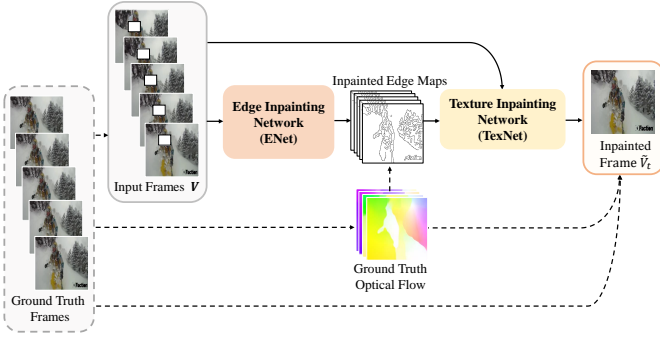 Input Frames V
Edge Inpainting
Network
(ENet)
Inpainted Edge Maps
Texture Inpainting
Network
(TexNet)
Inpainted
Frame Ṽt
Ground Truth
Frames
Ground Truth
Optical Flow